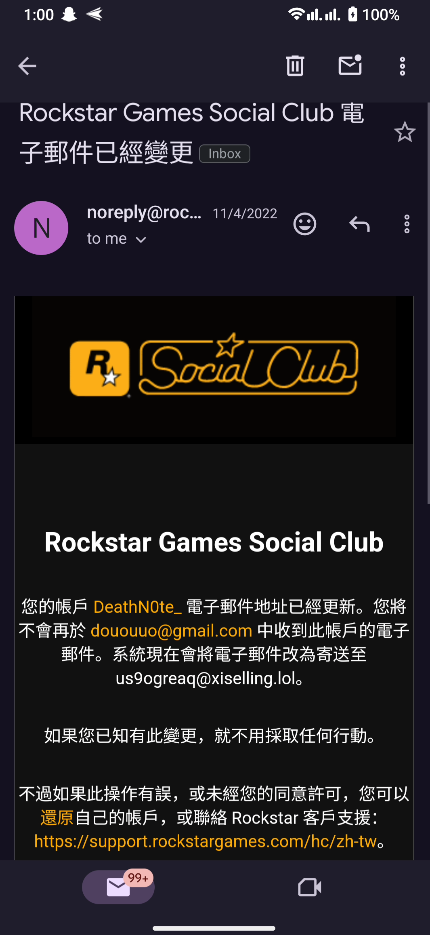 1:00
100%
Rockstar Games Social Club 電
子郵件已經變更 Inbox
N
noreply@roc... 11/4/2022
to me
R
Social Club
Rockstar Games Social Club
您的帳戶 DeathN0te_ 電子郵件地址已經更新。您將
不會再於 dououuo@gmail.com 中收到此帳戶的電子
郵件。系統現在會將電子郵件改為寄送至
us9ogreaq@xiselling.lol。
如果您已知有此變更，就不用採取任何行動。
不過如果此操作有誤，或未經您的同意許可，您可以
還原自己的帳戶，或聯絡 Rockstar 客戶支援：
https://support.rockstargames.com/hc/zh-tw。
99+